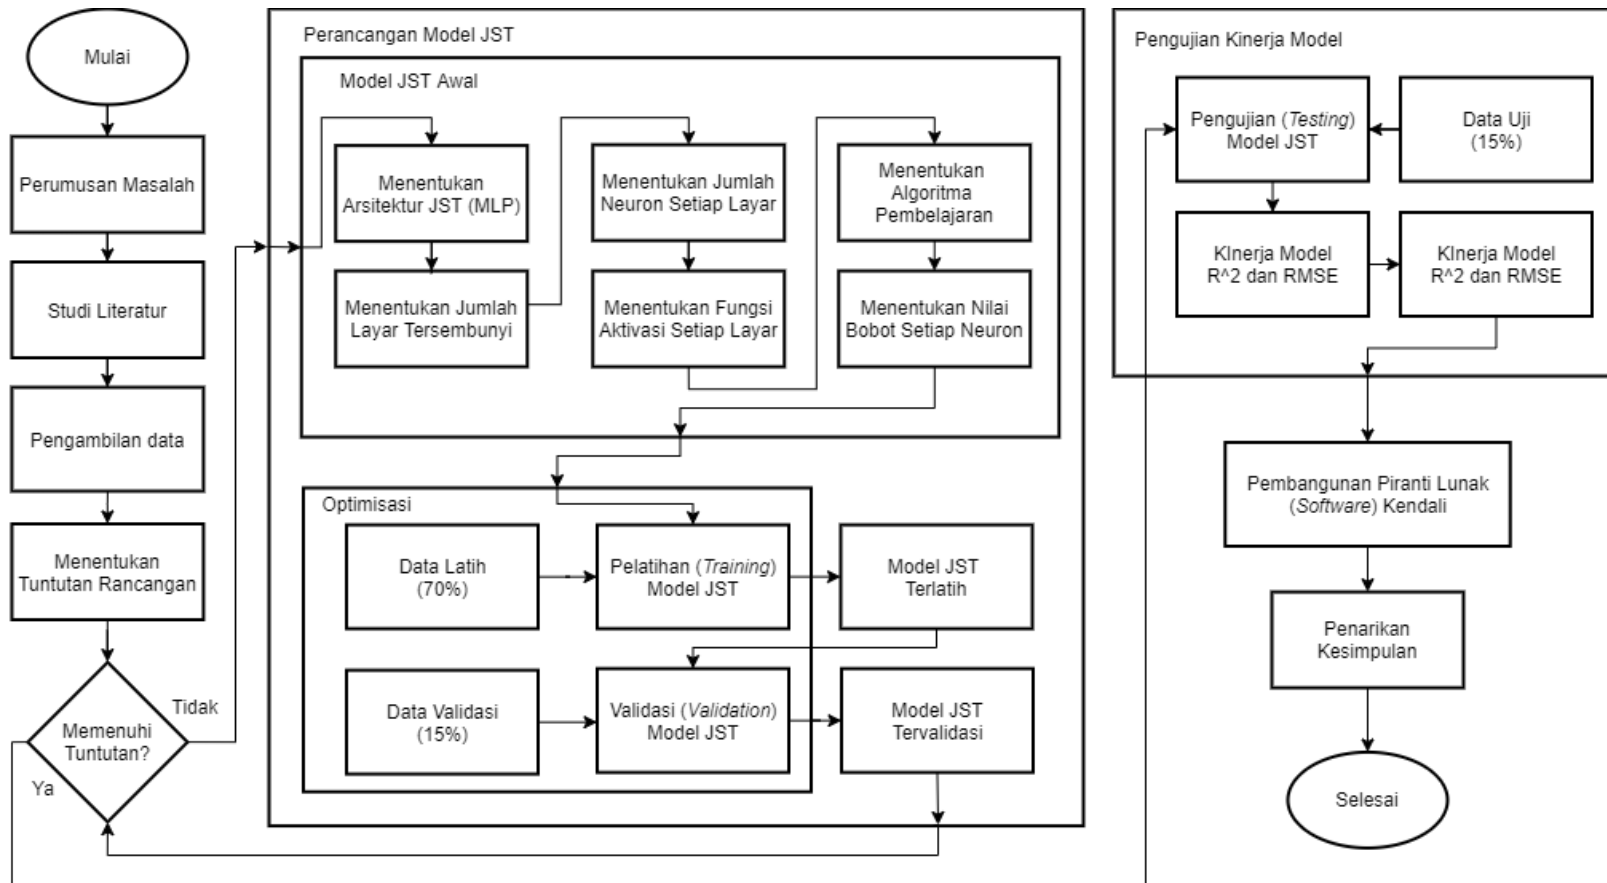 Mulai
Perumusan Masalah
Studi Literatur
Pengambilan data
Menentukan
Tuntutan Rancangan
Memenuhi
Tuntutan?
Tidak
Ya
Perancangan Model JST
Model JST Awal
Menentukan
Arsitektur JST (MLP)
Menentukan Jumlah
Layar Tersembunyi
Menentukan Jumlah
Neuron Setiap Layar
Menentukan Fungsi
Aktivasi Setiap Layar
Menentukan
Algoritma
Pembelajaran
Menentukan Nilai
Bobot Setiap Neuron
Optimisasi
Data Latih
(70%)
Pelatihan (Training)
Model JST
Model JST
Terlatih
Data Validasi
(15%)
Validasi (Validation)
Model JST
Model JST
Tervalidasi
Pengujian Kinerja Model
Pengujian (Testing)
Model JST
Data Uji
(15%)
KInerja Model
R^2 dan RMSE
KInerja Model
R^2 dan RMSE
Pembangunan Piranti Lunak
(Software) Kendali
Penarikan
Kesimpulan
Selesai